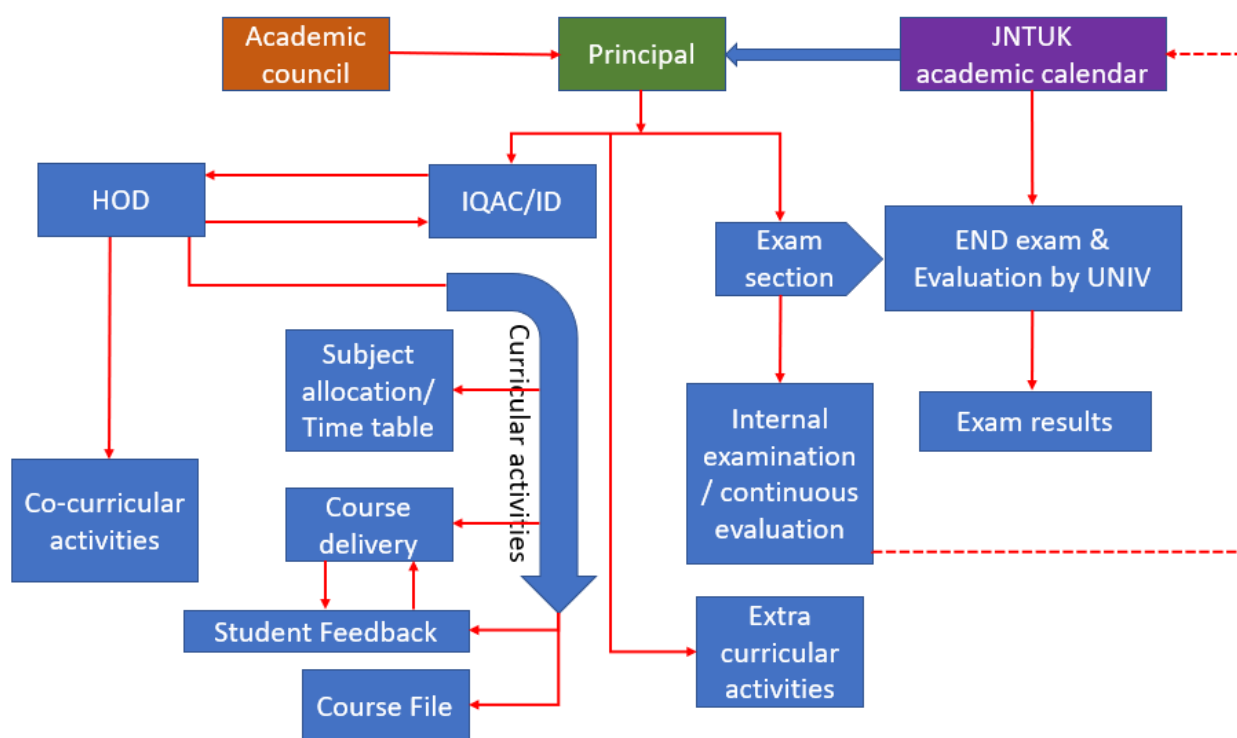 Academic
council
Principal
JNTUK
academic calendar
HOD
IQAC/ID
Exam
section
END exam &
Evaluation by UNIV
Curricular activities
Subject
allocation/
Time table
Internal
examination
/ continuous
evaluation
Exam results
Co-curricular
activities
Course
delivery
Student Feedback
Extra
curricular
activities
Course File